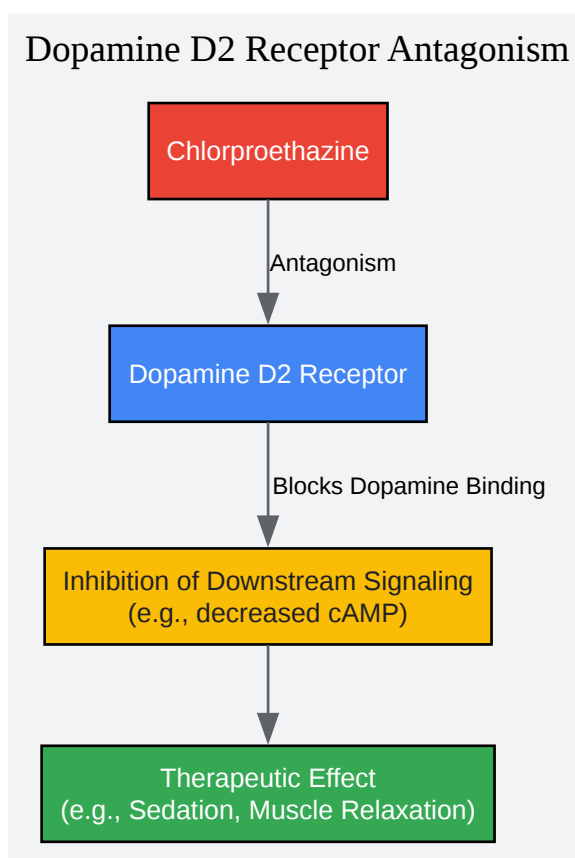 Dopamine D2 Receptor Antagonism
Chlorproethazine
Antagonism
Dopamine D2 Receptor
Blocks Dopamine Binding
Inhibition of Downstream Signaling
(e.g., decreased cAMP)
Therapeutic Effect
(e.g., Sedation, Muscle Relaxation)